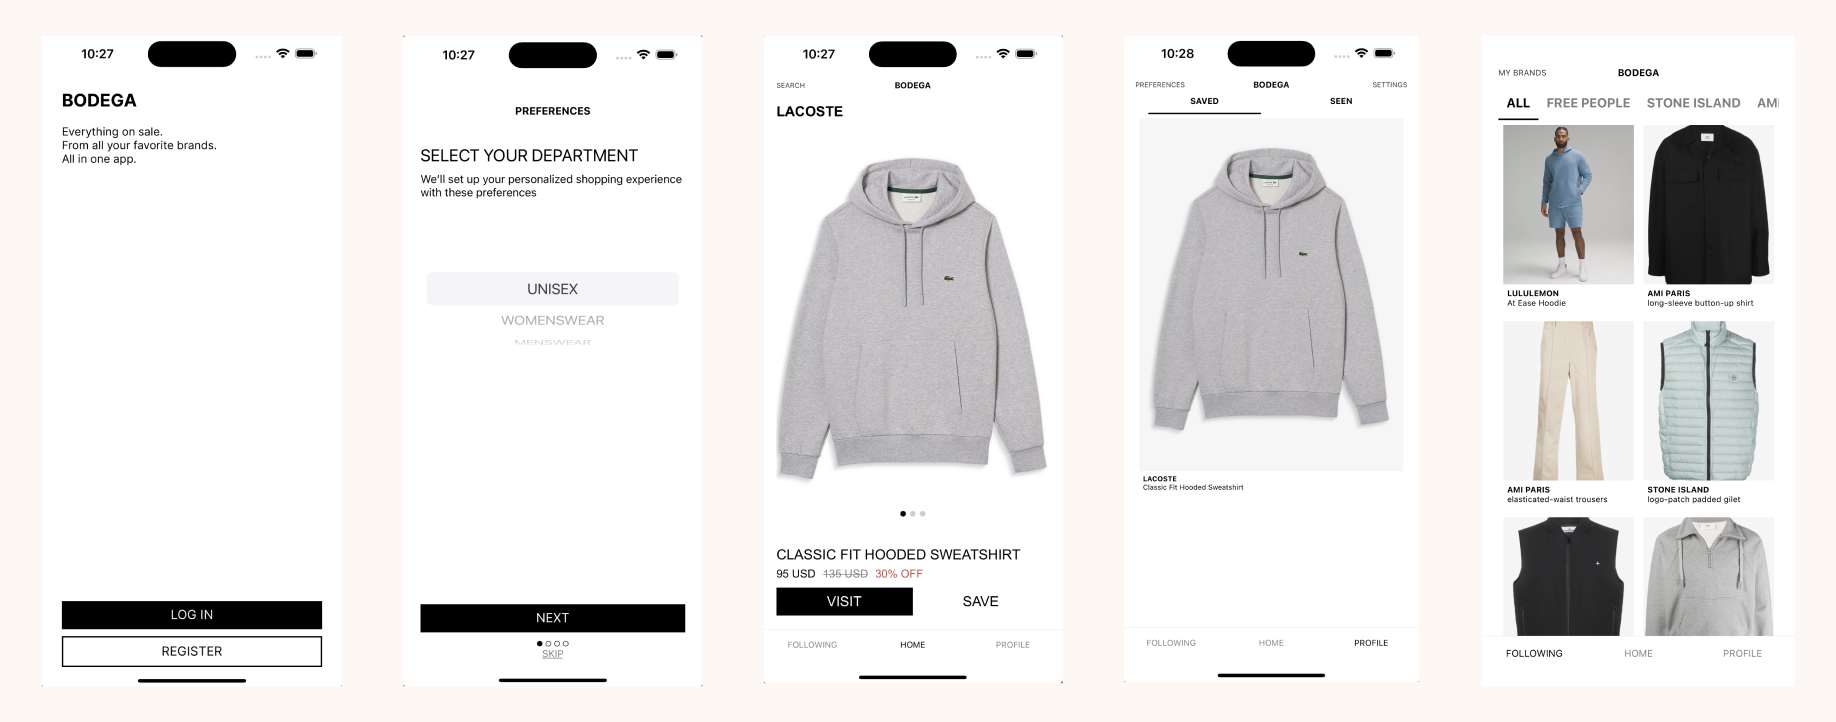 10:27
BODEGA
Everything on sale.
From all your favorite brands.
All in one app.
LOG IN
REGISTER
10:27
PREFERENCES
SELECT YOUR DEPARTMENT
We'll set up your personalized shopping experience
with these preferences
UNISEX
WOMENSWEAR
MENSWEAR
NEXT
SKIP
10:27
SEARCH BODEGA
LACOSTE
CLASSIC FIT HOODED SWEATSHIRT
95 USD 135 USD 30% OFF
VISIT SAVE
FOLLOWING HOME PROFILE
10:28
PREFERENCES BODEGA SETTINGS
SAVED SEEN
LACOSTE
Classic Fit Hooded Sweatshirt
FOLLOWING HOME PROFILE
MY BRANDS BODEGA
ALL FREE PEOPLE STONE ISLAND AMI
LULULEMON
At Ease Hoodie
AMI PARIS
long-sleeve button-up shirt
AMI PARIS
elasticated-waist trousers
STONE ISLAND
logo-patch padded gilet
FOLLOWING HOME PROFILE